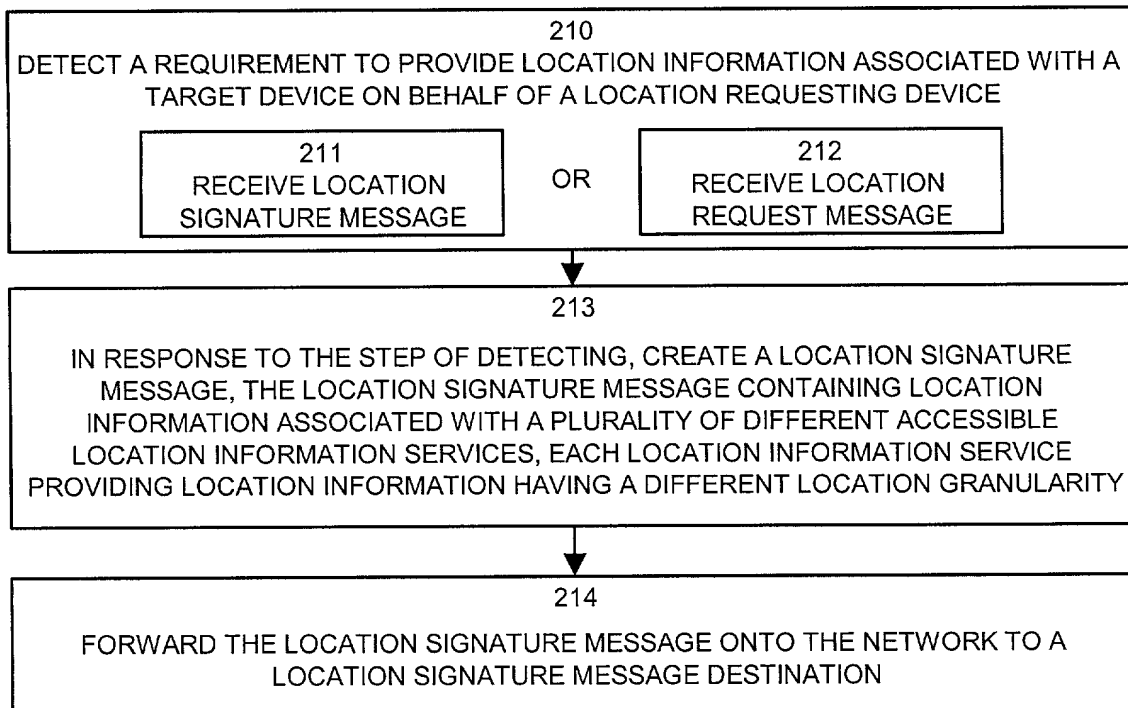 210
DETECT A REQUIREMENT TO PROVIDE LOCATION INFORMATION ASSOCIATED WITH A
TARGET DEVICE ON BEHALF OF A LOCATION REQUESTING DEVICE
211
RECEIVE LOCATION
SIGNATURE MESSAGE
OR
212
RECEIVE LOCATION
REQUEST MESSAGE
213
IN RESPONSE TO THE STEP OF DETECTING, CREATE A LOCATION SIGNATURE
MESSAGE, THE LOCATION SIGNATURE MESSAGE CONTAINING LOCATION
INFORMATION ASSOCIATED WITH A PLURALITY OF DIFFERENT ACCESSIBLE
LOCATION INFORMATION SERVICES, EACH LOCATION INFORMATION SERVICE
PROVIDING LOCATION INFORMATION HAVING A DIFFERENT LOCATION GRANULARITY
214
FORWARD THE LOCATION SIGNATURE MESSAGE ONTO THE NETWORK TO A
LOCATION SIGNATURE MESSAGE DESTINATION